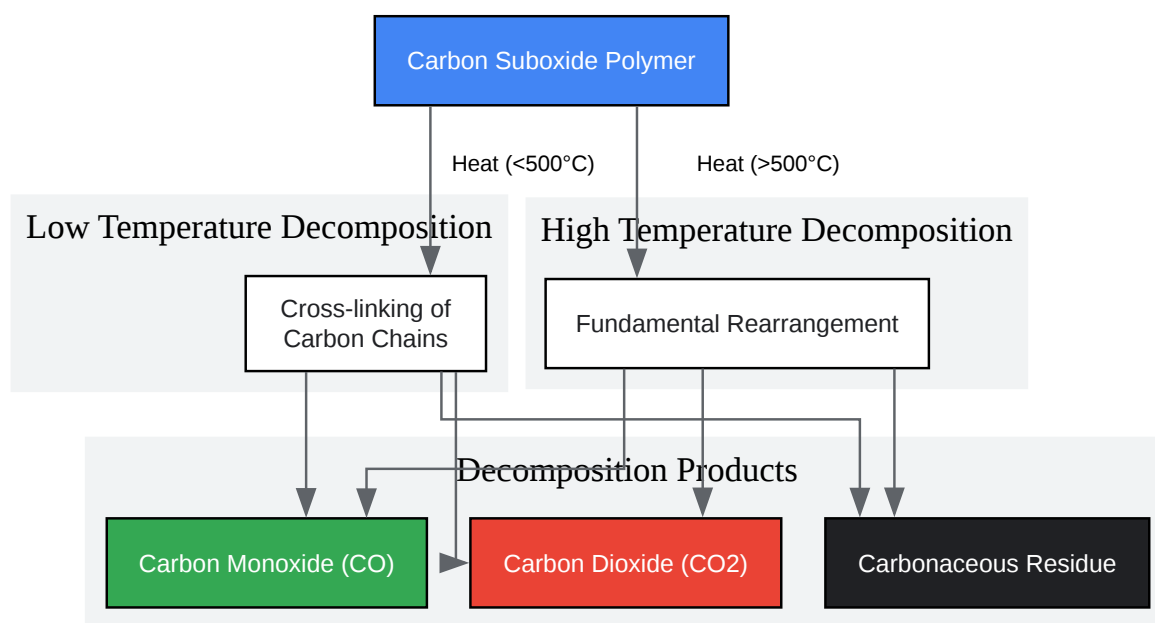 Carbon Suboxide Polymer
Heat (<500°C)
Heat (>500°C)
Low Temperature Decomposition
High Temperature Decomposition
Cross-linking of
Carbon Chains
Fundamental Rearrangement
Decomposition Products
Carbon Monoxide (CO)
Carbon Dioxide (CO2)
Carbonaceous Residue